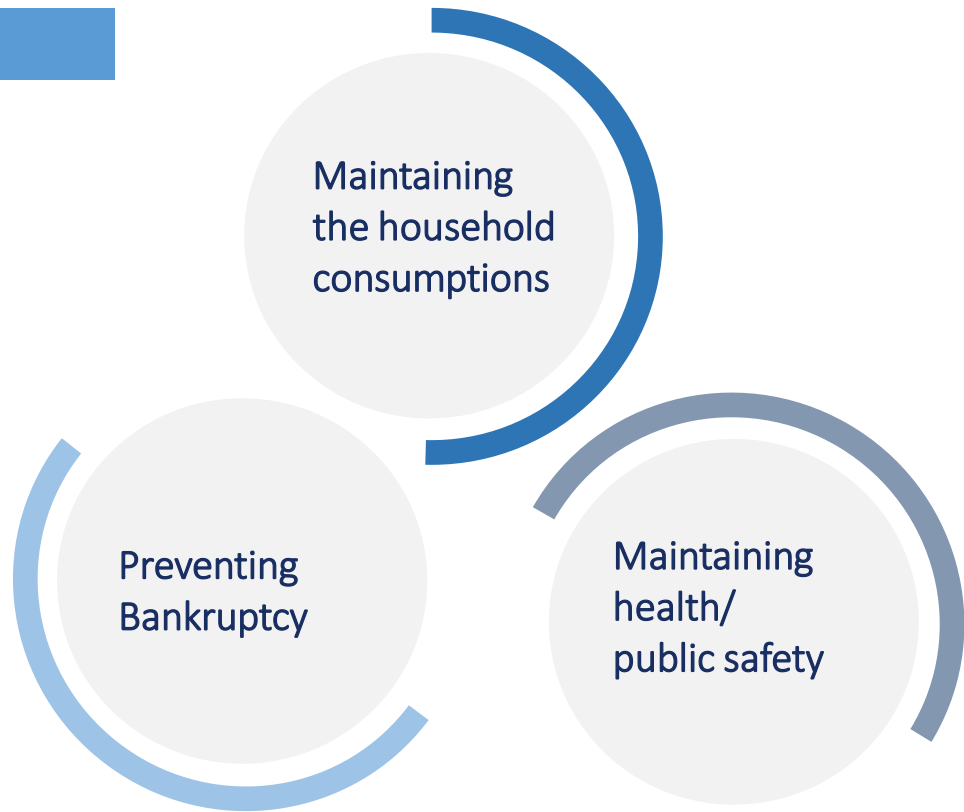 Maintaining
the household
consumptions
Preventing
Bankruptcy
Maintaining
health/
public safety